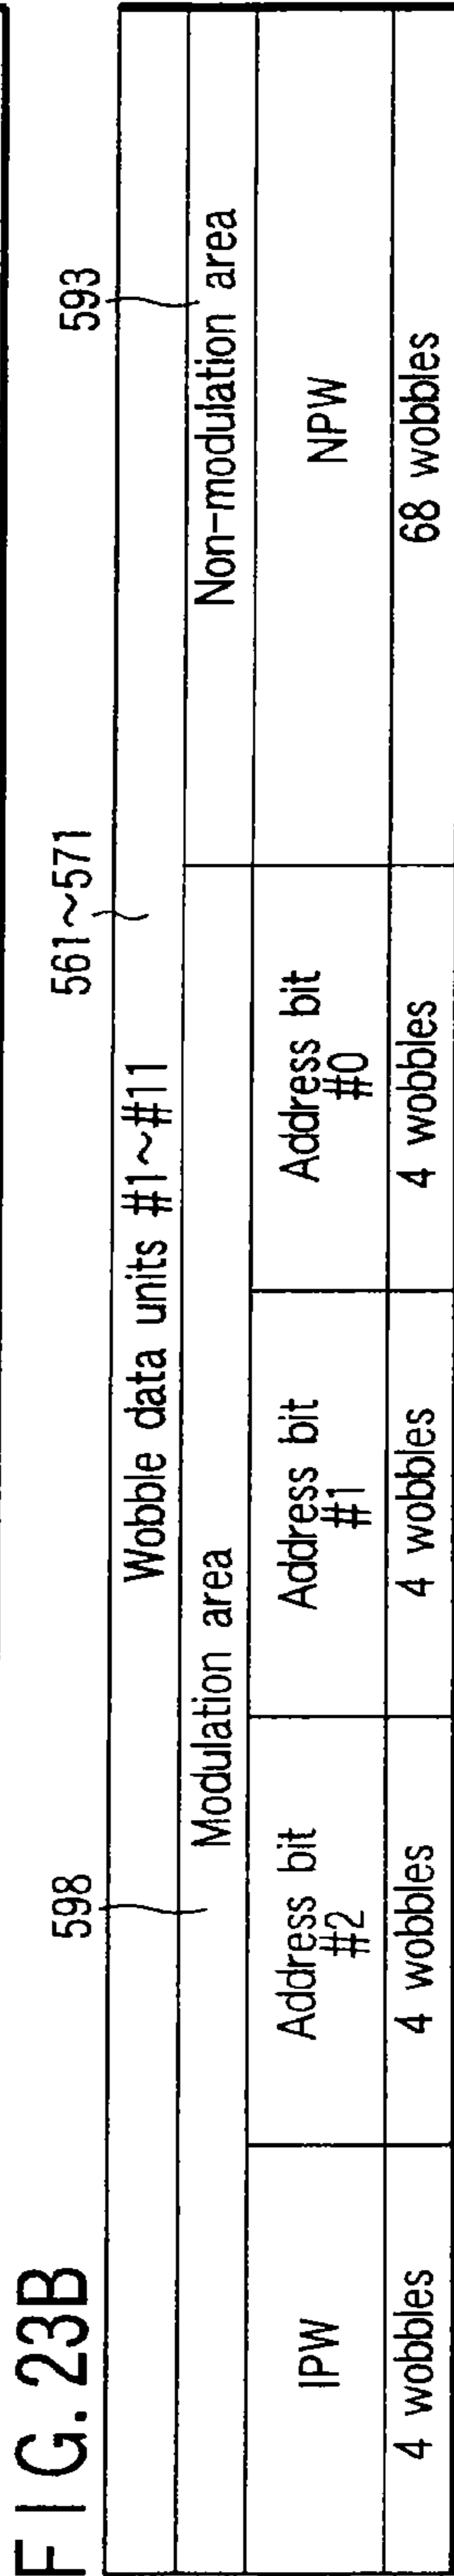 FIG. 23B
561~571
Wobble data units #1~#11
598
593
Modulation area
Non-modulation area
IPW
Address bit
#2
Address bit
#1
Address bit
#0
NPW
4 wobbles
4 wobbles
4 wobbles
4 wobbles
68 wobbles